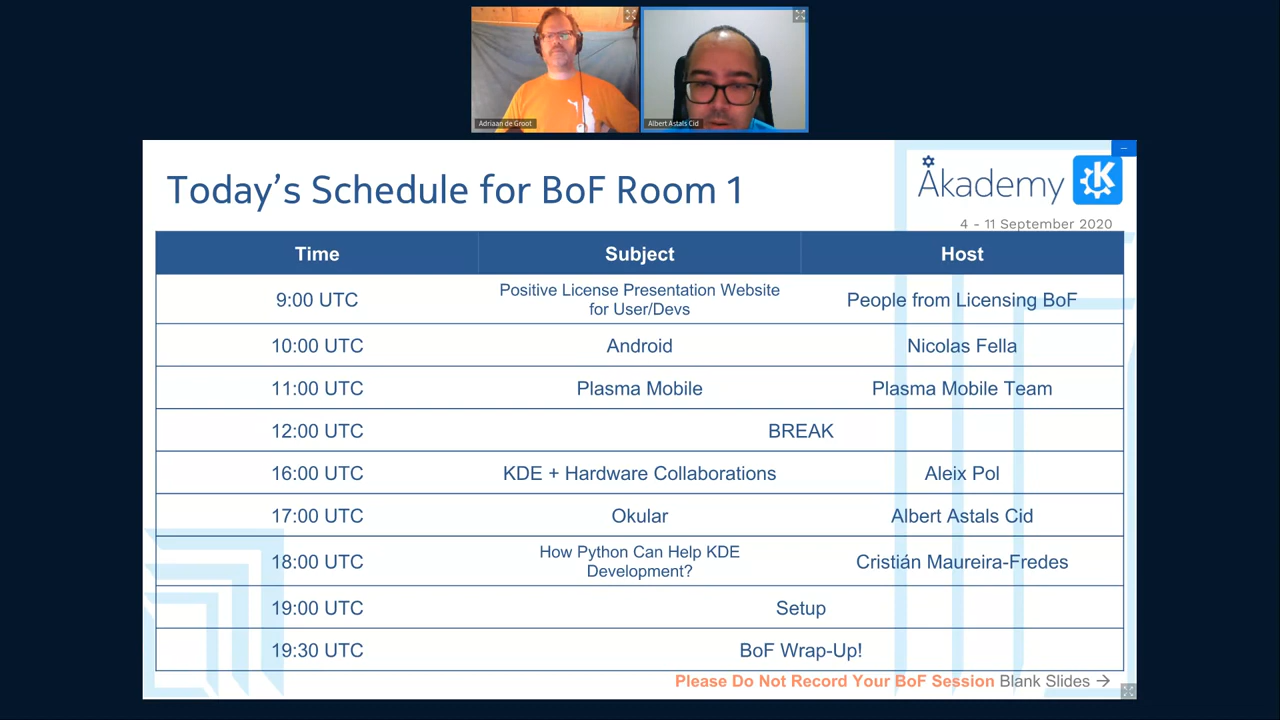 Adriaan de Groot
Albert Astals Cid
Today's Schedule for BoF Room 1
Akademy
4 - 11 September 2020
Time Subject Host
9:00 UTC Positive License Presentation Website for User/Devs People from Licensing BoF
10:00 UTC Android Nicolas Fella
11:00 UTC Plasma Mobile Plasma Mobile Team
12:00 UTC BREAK
16:00 UTC KDE + Hardware Collaborations Aleix Pol
17:00 UTC Okular Albert Astals Cid
18:00 UTC How Python Can Help KDE Development? Cristián Maureira-Fredes
19:00 UTC Setup
19:30 UTC BoF Wrap-Up!
Please Do Not Record Your BoF Session Blank Slides →